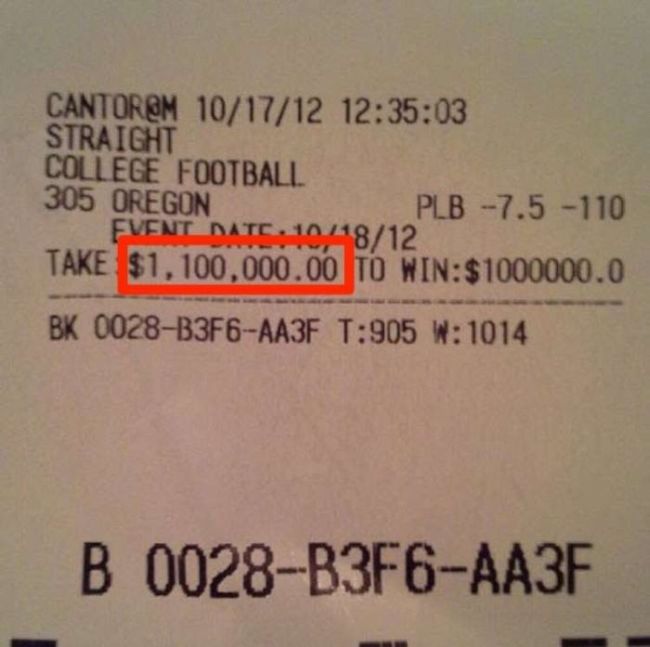 CANTOR@M 10/17/12 12:35:03
STRAIGHT
COLLEGE FOOTBALL
305 OREGON PLB -7.5 -110
EVENT DATE:10/18/12
TAKE:$1,100,000.00 TO WIN:$1000000.0
BK 0028-B3F6-AA3F T:905 W:1014
B 0028-B3F6-AA3F